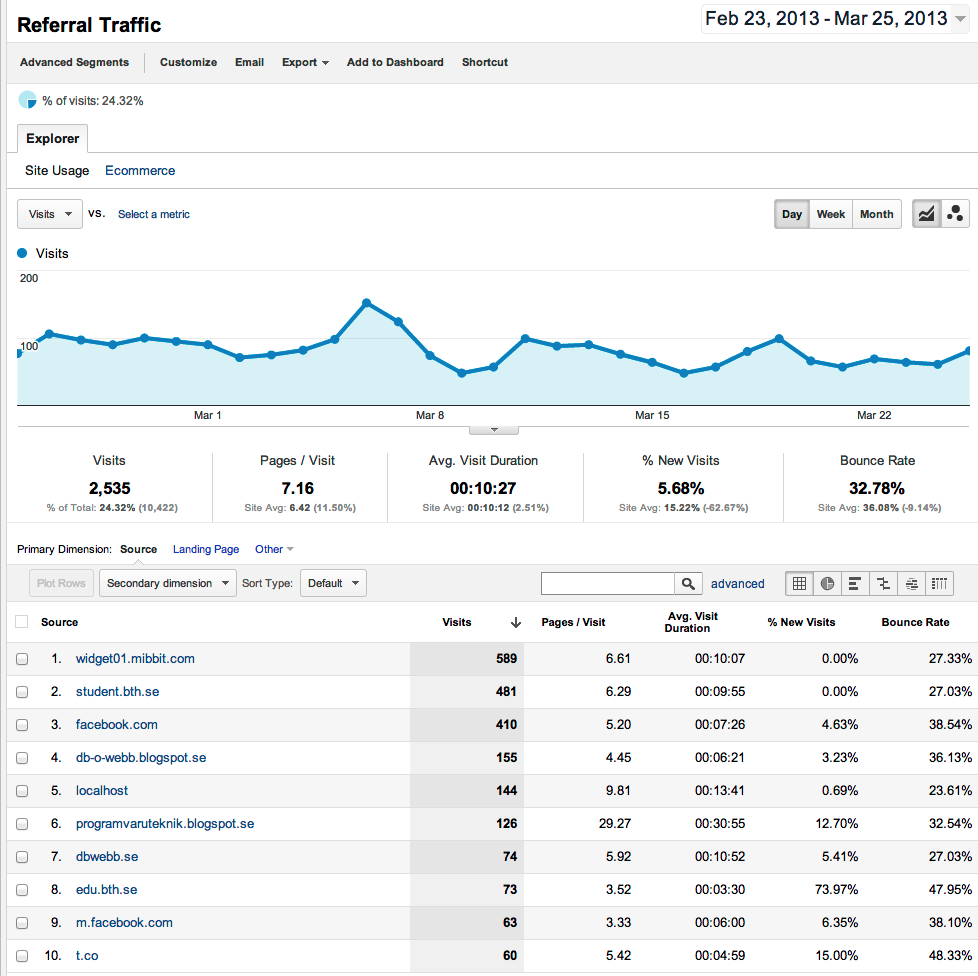 Referral Traffic
Feb 23, 2013 - Mar 25, 2013
Advanced Segments Customize Email Export Add to Dashboard Shortcut
% of visits: 24.32%
Explorer
Site Usage Ecommerce
Visits VS. Select a metric Day Week Month
Visits
200
100
Mar 1 Mar 8 Mar 15 Mar 22
Visits Pages / Visit Avg. Visit Duration % New Visits Bounce Rate
2,535 7.16 00:10:27 5.68% 32.78%
% of Total: 24.32% (10,422) Site Avg: 6.42 (11.50%) Site Avg: 00:10:12 (2.51%) Site Avg: 15.22% (-62.67%) Site Avg: 36.08% (-9.14%)
Primary Dimension: Source Landing Page Other
Plot Rows Secondary dimension Sort Type: Default advanced
Source Visits Pages / Visit Avg. Visit Duration % New Visits Bounce Rate
1. widget01.mibbit.com 589 6.61 00:10:07 0.00% 27.33%
2. student.bth.se 481 6.29 00:09:55 0.00% 27.03%
3. facebook.com 410 5.20 00:07:26 4.63% 38.54%
4. db-o-webb.blogspot.se 155 4.45 00:06:21 3.23% 36.13%
5. localhost 144 9.81 00:13:41 0.69% 23.61%
6. programvaruteknik.blogspot.se 126 29.27 00:30:55 12.70% 32.54%
7. dbwebb.se 74 5.92 00:10:52 5.41% 27.03%
8. edu.bth.se 73 3.52 00:03:30 73.97% 47.95%
9. m.facebook.com 63 3.33 00:06:00 6.35% 38.10%
10. t.co 60 5.42 00:04:59 15.00% 48.33%